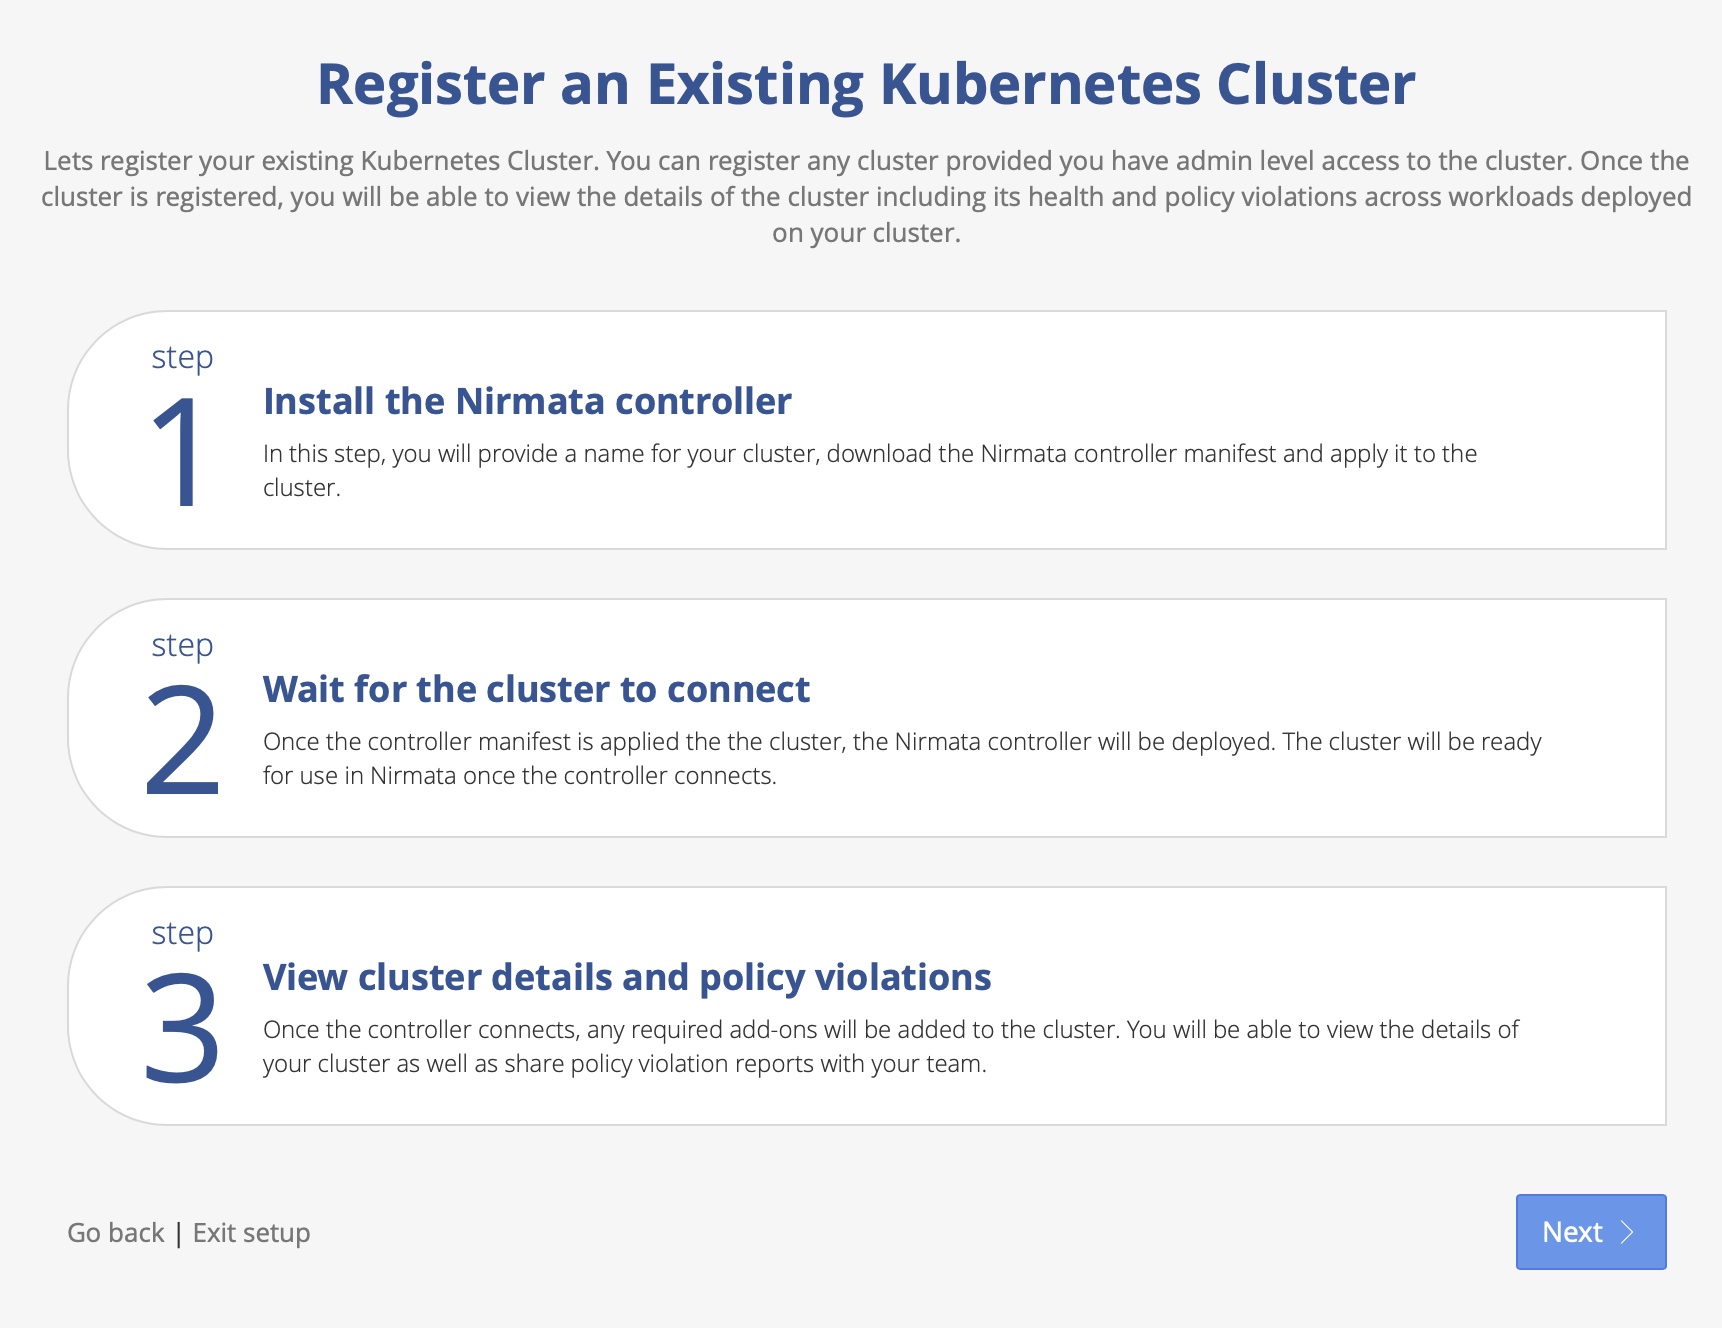 Register an Existing Kubernetes Cluster
Lets register your existing Kubernetes Cluster. You can register any cluster provided you have admin level access to the cluster. Once the
cluster is registered, you will be able to view the details of the cluster including its health and policy violations across workloads deployed
on your cluster.
step
1
Install the Nirmata controller
In this step, you will provide a name for your cluster, download the Nirmata controller manifest and apply it to the
cluster.
step
2
Wait for the cluster to connect
Once the controller manifest is applied the the cluster, the Nirmata controller will be deployed. The cluster will be ready
for use in Nirmata once the controller connects.
step
3
View cluster details and policy violations
Once the controller connects, any required add-ons will be added to the cluster. You will be able to view the details of
your cluster as well as share policy violation reports with your team.
Go back | Exit setup
Next